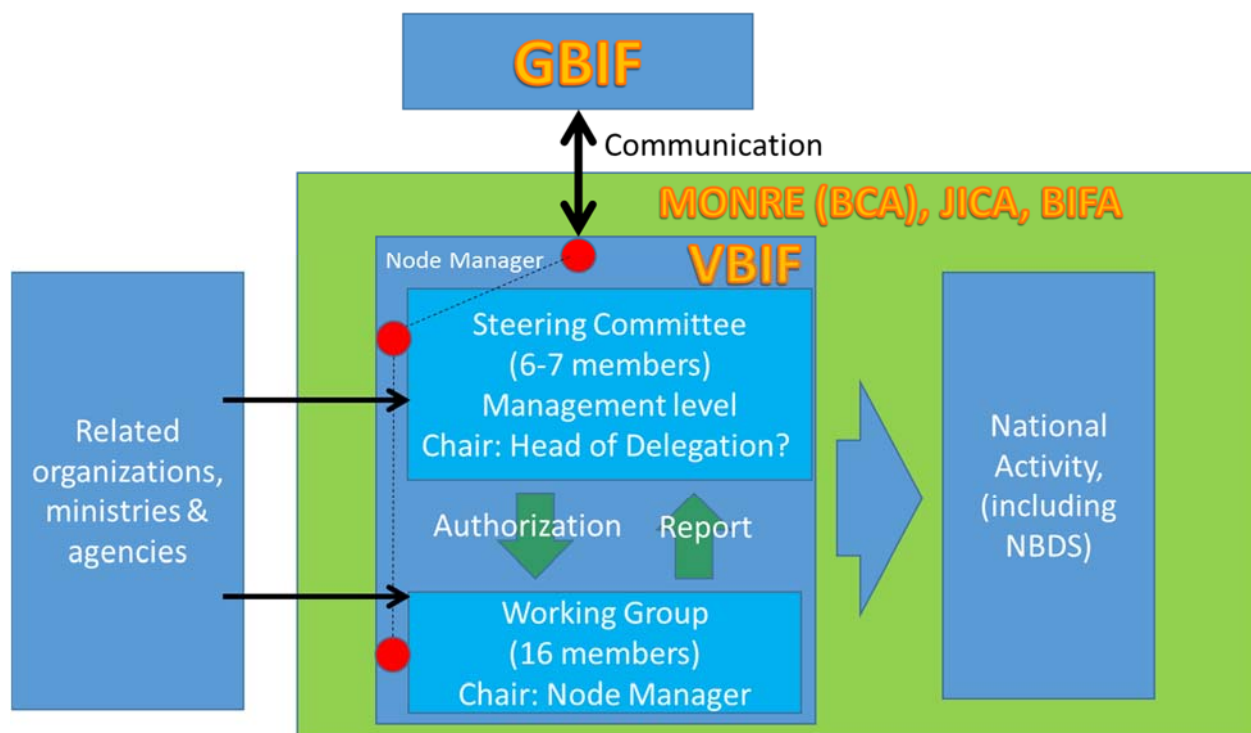 GBIF
Communication
MONRE (BCA), JICA, BIFA
Node Manager
VBIF
Steering Committee
(6-7 members)
Management level
Chair: Head of Delegation?
Related
organizations,
ministries &
agencies
Authorization
Report
Working Group
(16 members)
Chair: Node Manager
National
Activity,
(including
NBDS)